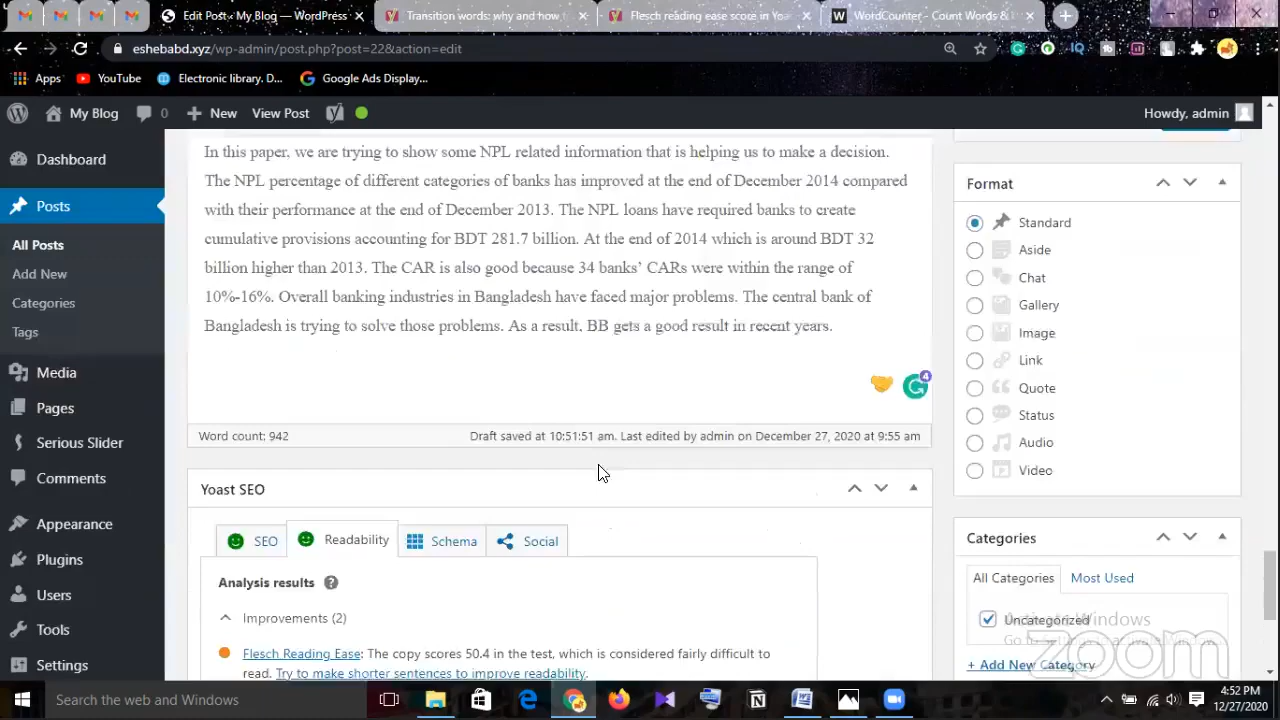 Edit Post ‹ My Blog — WordPress
Transition words: why and how
Flesch reading ease score in Yoa
WordCounter - Count Words &
eshebabd.xyz/wp-admin/post.php?post=22&action=edit
Apps
YouTube
Electronic library. D...
Google Ads Display...
My Blog
0
New
View Post
Howdy, admin
Dashboard
Posts
All Posts
Add New
Categories
Tags
Media
Pages
Serious Slider
Comments
Appearance
Plugins
Users
Tools
Settings
In this paper, we are trying to show some NPL related information that is helping us to make a decision.
The NPL percentage of different categories of banks has improved at the end of December 2014 compared
with their performance at the end of December 2013. The NPL loans have required banks to create
cumulative provisions accounting for BDT 281.7 billion. At the end of 2014 which is around BDT 32
billion higher than 2013. The CAR is also good because 34 banks’ CARs were within the range of
10%-16%. Overall banking industries in Bangladesh have faced major problems. The central bank of
Bangladesh is trying to solve those problems. As a result, BB gets a good result in recent years.
4
Word count: 942
Draft saved at 10:51:51 am. Last edited by admin on December 27, 2020 at 9:55 am
Yoast SEO
SEO
Readability
Schema
Social
Analysis results
Improvements (2)
Flesch Reading Ease: The copy scores 50.4 in the test, which is considered fairly difficult to
read. Try to make shorter sentences to improve readability.
Format
Standard
Aside
Chat
Gallery
Image
Link
Quote
Status
Audio
Video
Categories
All Categories
Most Used
Uncategorized
Activate Windows
+ Add New Category
zoom
Search the web and Windows
4:52 PM
12/27/2020